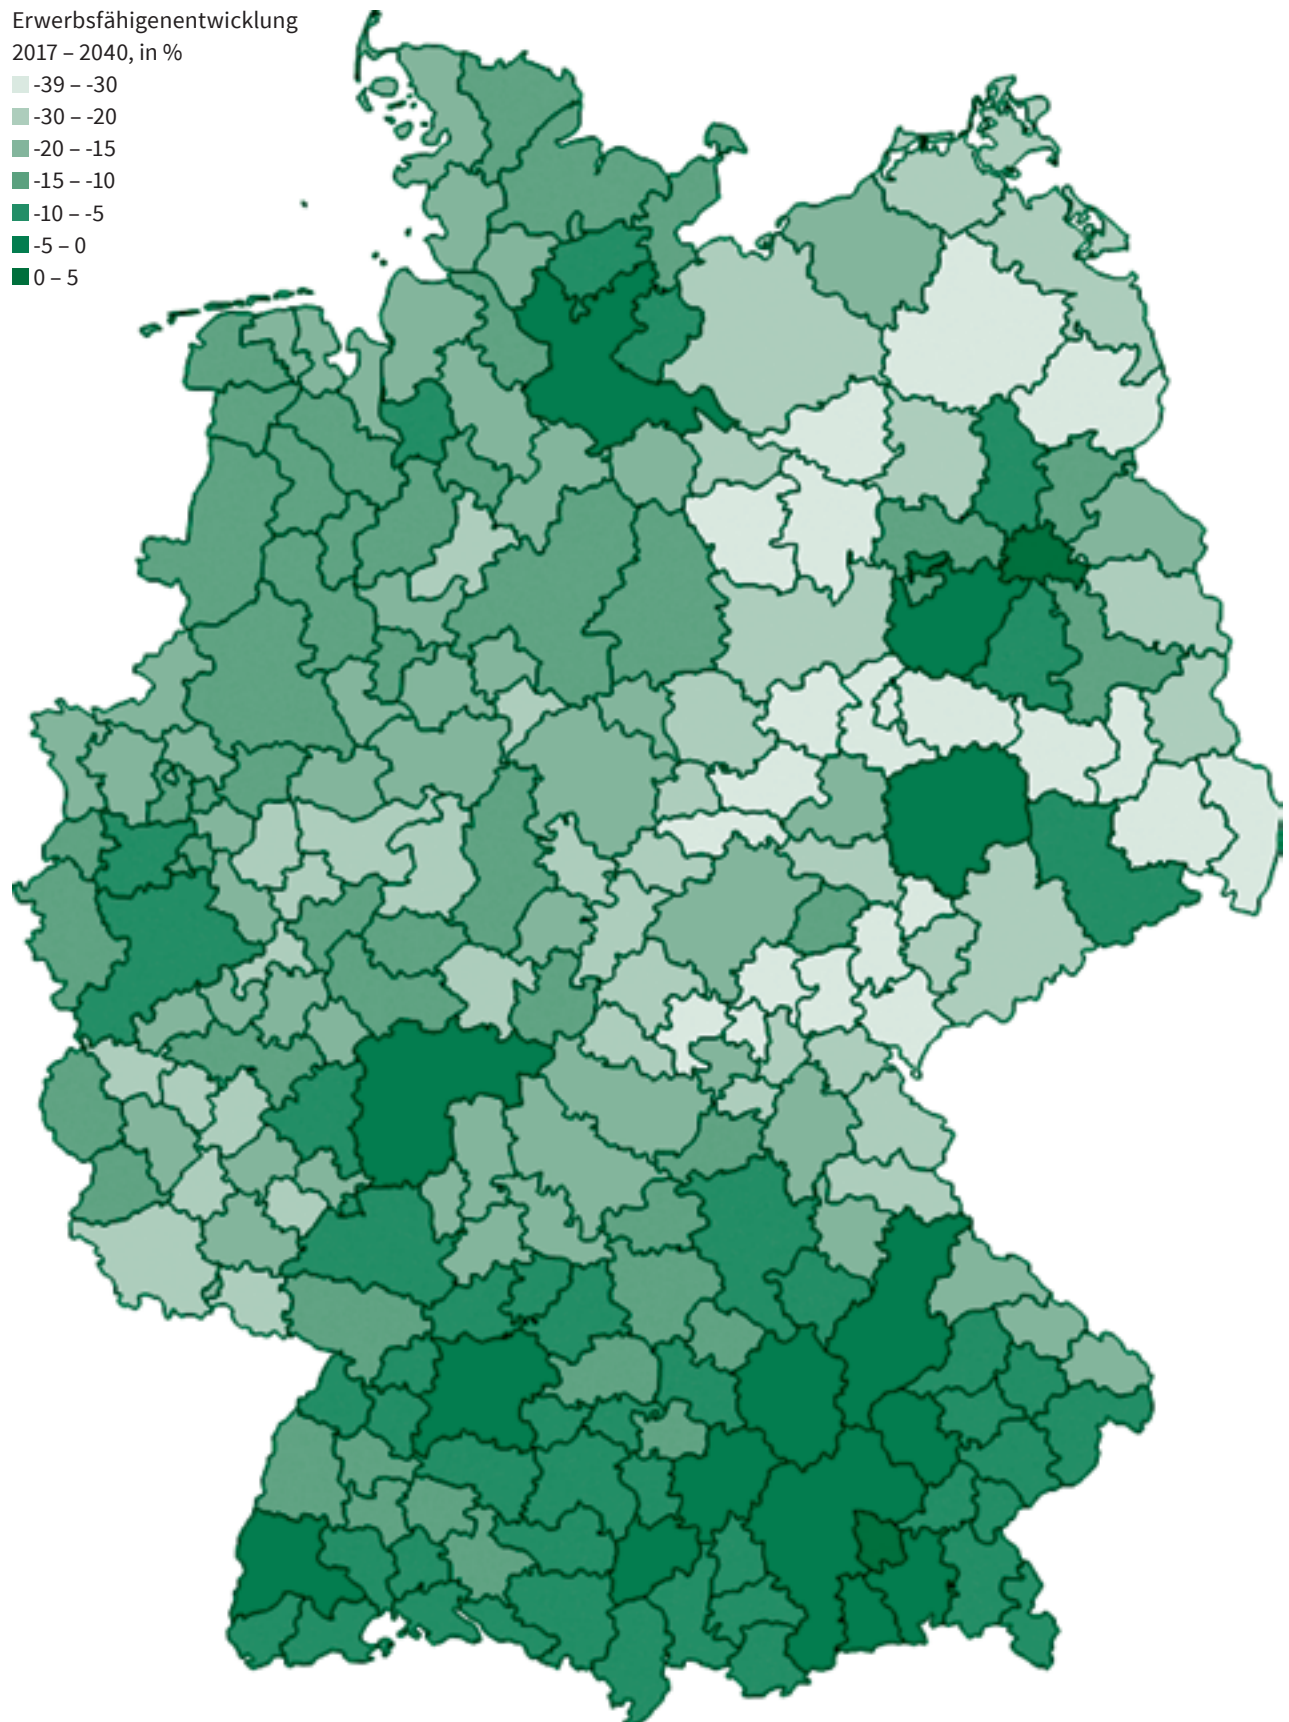 Erwerbsfähigenentwicklung
2017 – 2040, in %
-39 – -30
-30 – -20
-20 – -15
-15 – -10
-10 – -5
-5 – 0
0 – 5